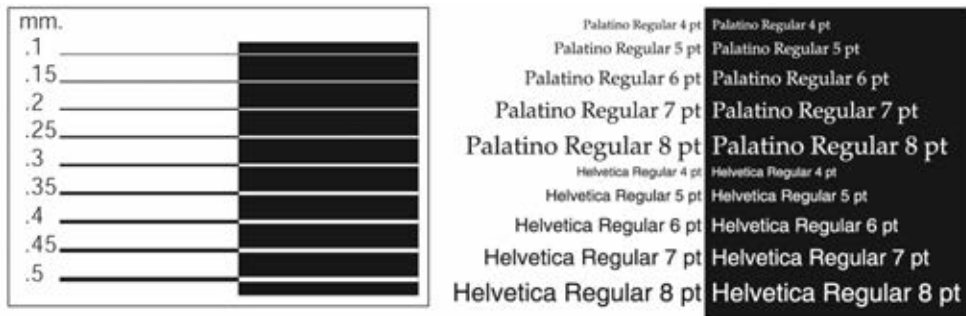 mm.
.1
.15
.2
.25
.3
.35
.4
.45
.5
Palatino Regular 4 pt Palatino Regular 4 pt
Palatino Regular 5 pt Palatino Regular 5 pt
Palatino Regular 6 pt Palatino Regular 6 pt
Palatino Regular 7 pt Palatino Regular 7 pt
Palatino Regular 8 pt Palatino Regular 8 pt
Helvetica Regular 4 pt Helvetica Regular 4 pt
Helvetica Regular 5 pt Helvetica Regular 5 pt
Helvetica Regular 6 pt Helvetica Regular 6 pt
Helvetica Regular 7 pt Helvetica Regular 7 pt
Helvetica Regular 8 pt Helvetica Regular 8 pt